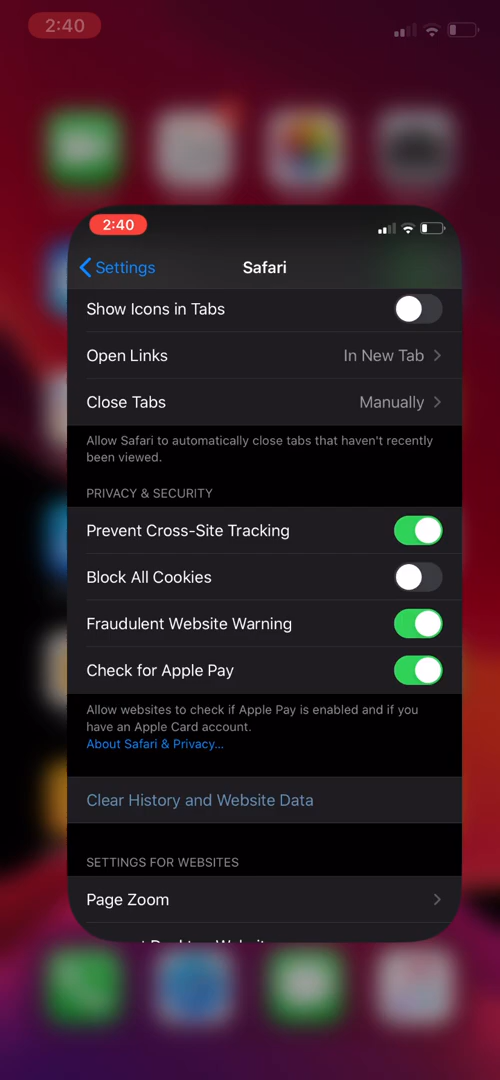 2:40
2:40
Settings
Safari
Show Icons in Tabs
Open Links
In New Tab
Close Tabs
Manually
Allow Safari to automatically close tabs that haven't recently
been viewed.
PRIVACY & SECURITY
Prevent Cross-Site Tracking
Block All Cookies
Fraudulent Website Warning
Check for Apple Pay
Allow websites to check if Apple Pay is enabled and if you
have an Apple Card account.
About Safari & Privacy...
Clear History and Website Data
SETTINGS FOR WEBSITES
Page Zoom